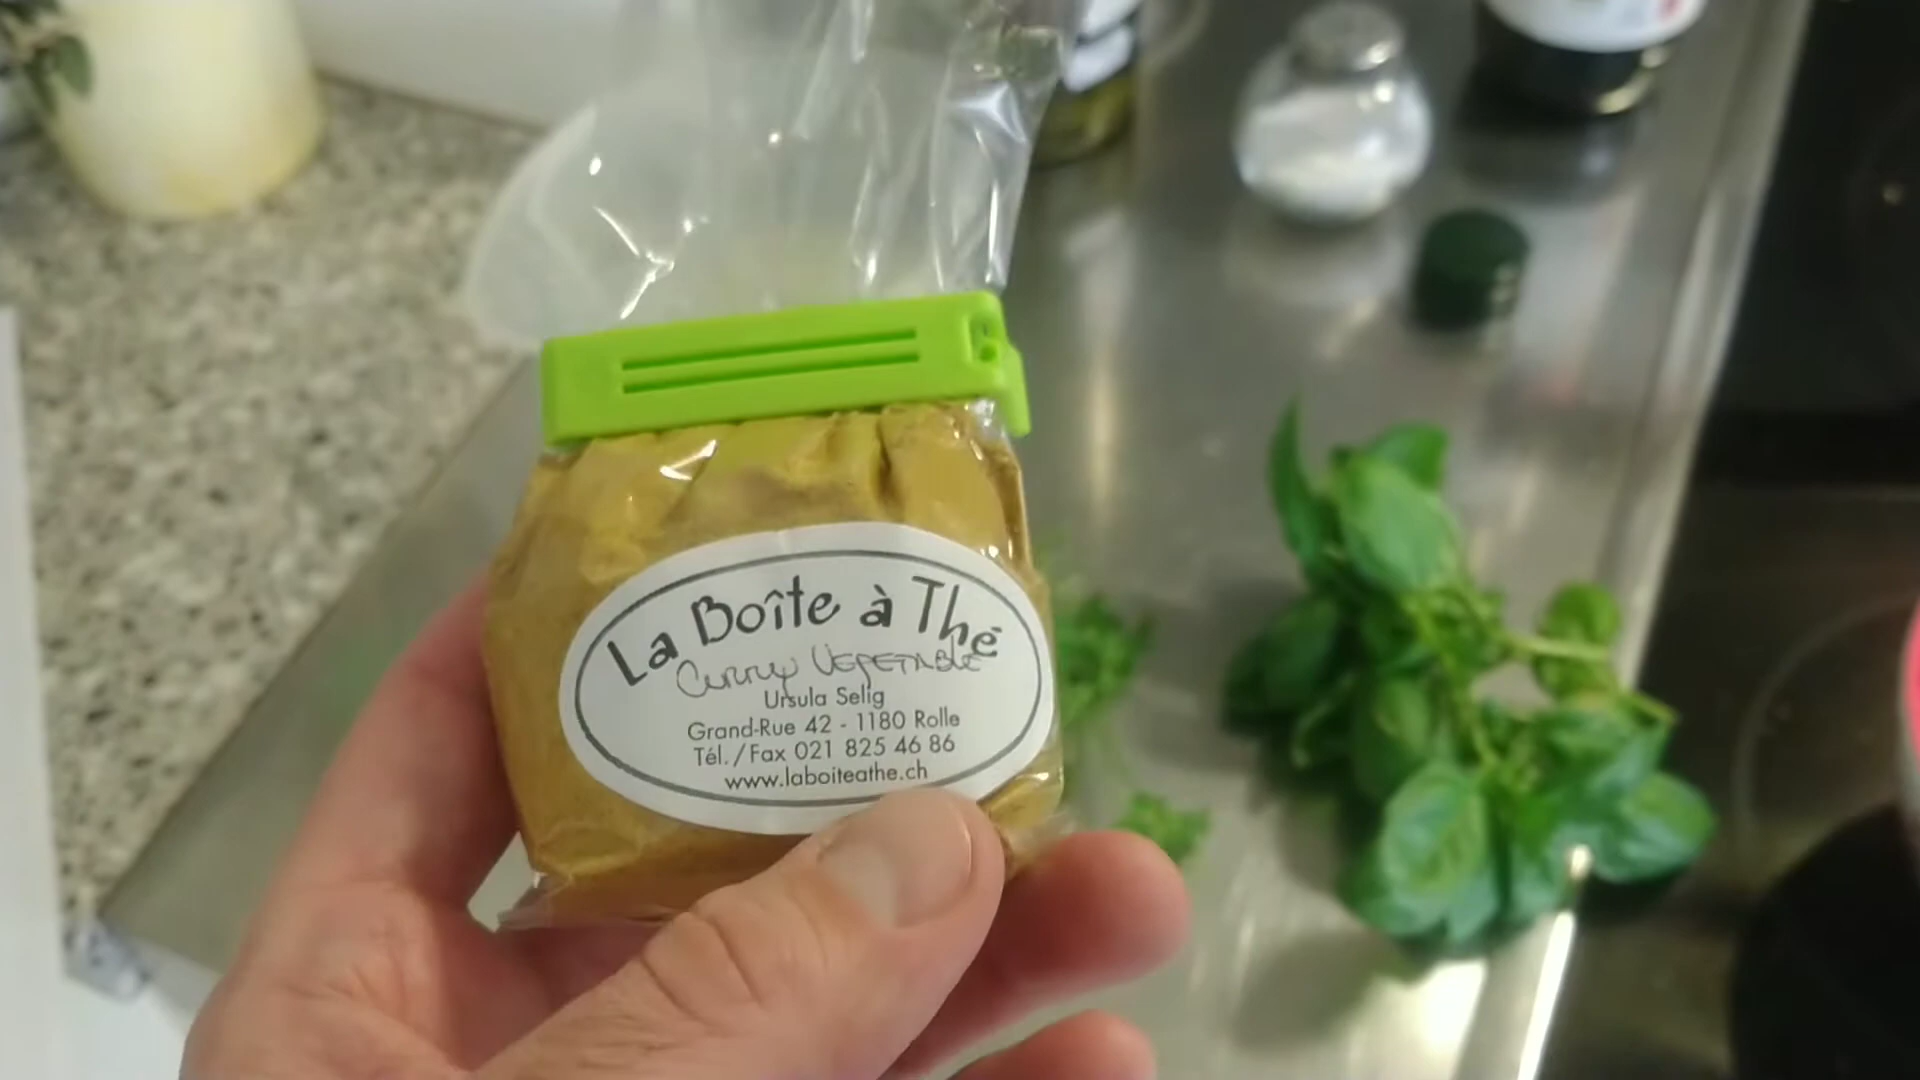 La Boîte à Thé
Curry VEGETABLE
Ursula Selig
Grand-Rue 42 - 1180 Rolle
Tél./Fax 021 825 46 86
www.laboiteathe.ch